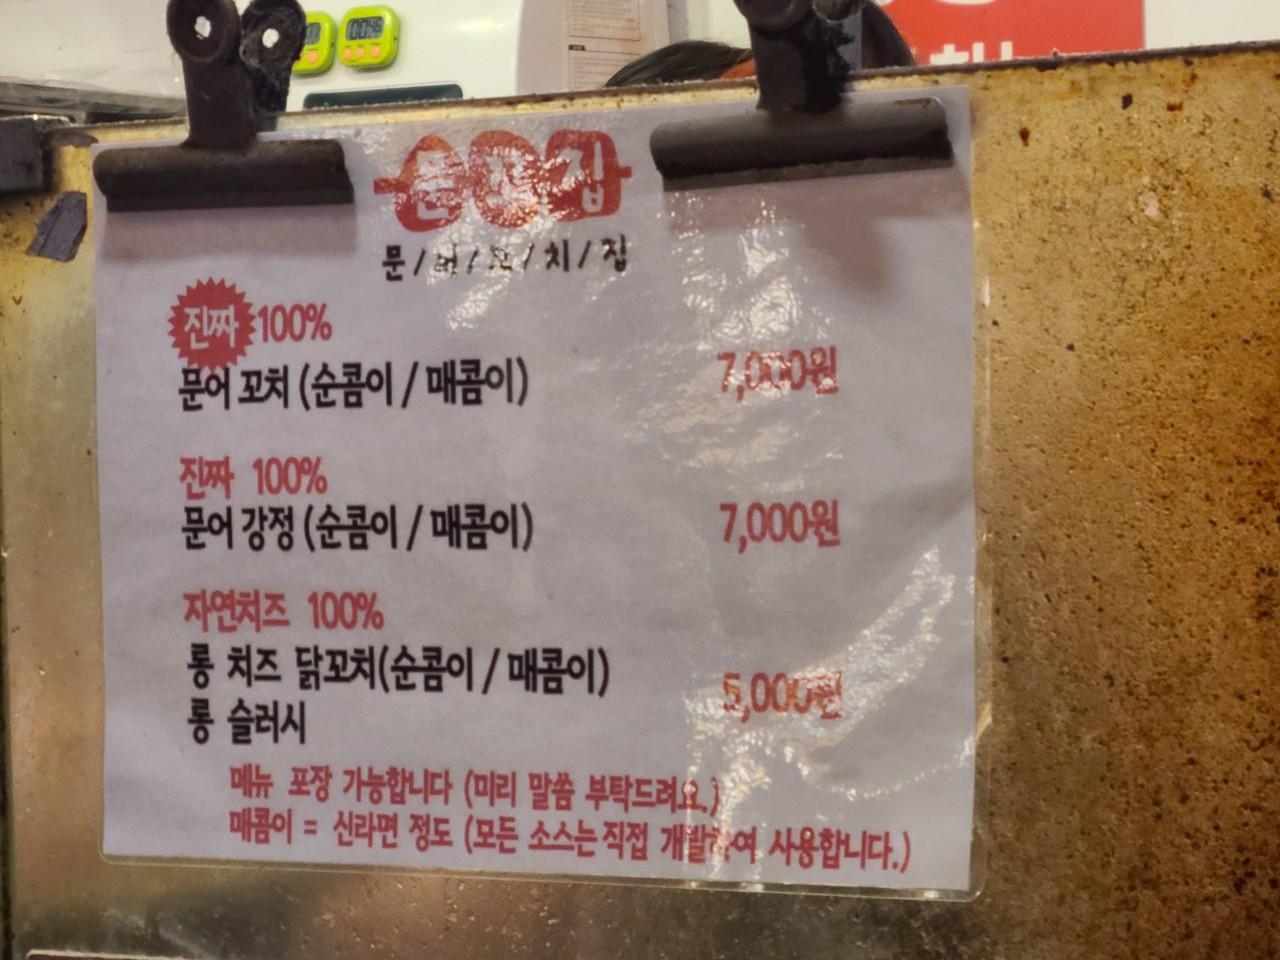 문꼬집
문/어/꼬/치/집
진짜 100%
문어 꼬치 (순콤이 / 매콤이) 7,000원
진짜 100%
문어 강정 (순콤이 / 매콤이) 7,000원
자연치즈 100%
롱 치즈 닭꼬치(순콤이 / 매콤이) 5,000원
롱 슬러시
메뉴 포장 가능합니다 (미리 말씀 부탁드려요.)
매콤이 = 신라면 정도 (모든 소스는 직접 개발하여 사용합니다.)